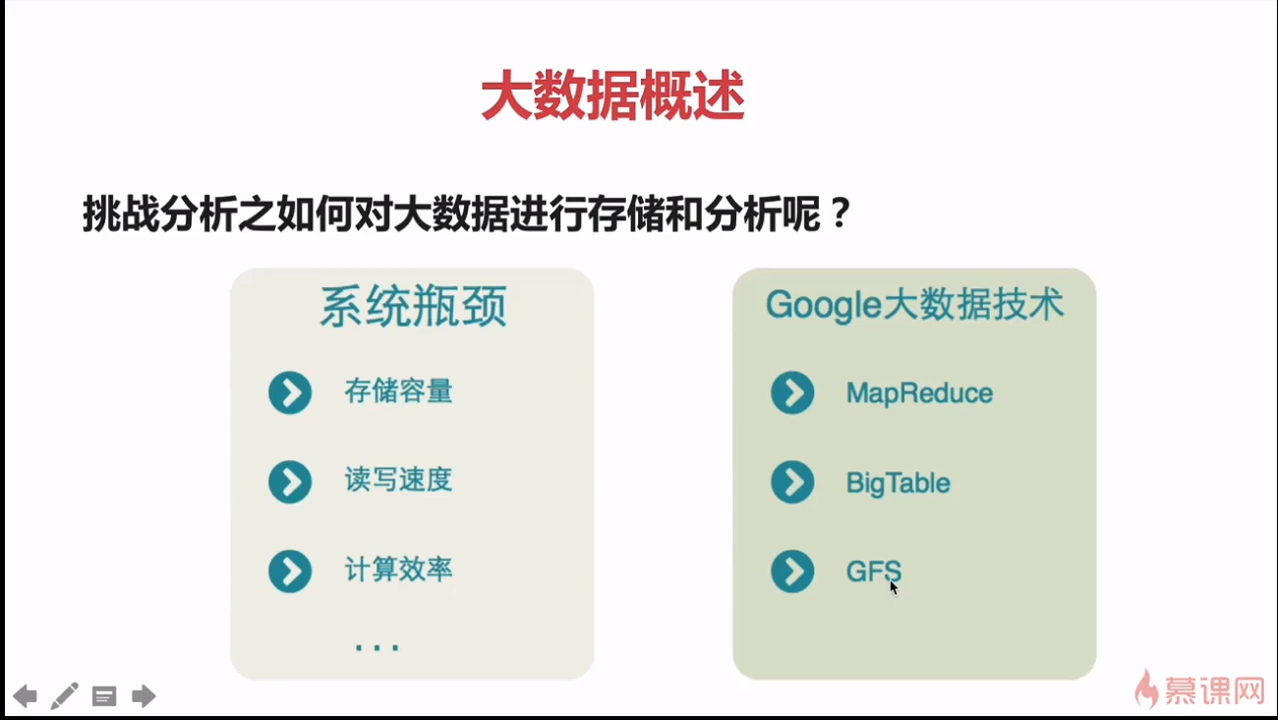 大数据概述
挑战分析之如何对大数据进行存储和分析呢？
系统瓶颈
存储容量
读写速度
计算效率
...
Google大数据技术
MapReduce
BigTable
GFS
慕课网